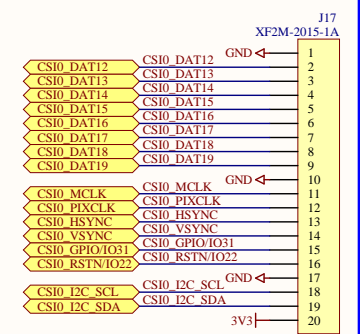 J17
XF2M-2015-1A
GND 1
CSI0_DAT12 CSI0_DAT12 2
CSI0_DAT13 CSI0_DAT13 3
CSI0_DAT14 CSI0_DAT14 4
CSI0_DAT15 CSI0_DAT15 5
CSI0_DAT16 CSI0_DAT16 6
CSI0_DAT17 CSI0_DAT17 7
CSI0_DAT18 CSI0_DAT18 8
CSI0_DAT19 CSI0_DAT19 9
GND 10
CSI0_MCLK CSI0_MCLK 11
CSI0_PIXCLK CSI0_PIXCLK 12
CSI0_HSYNC CSI0_HSYNC 13
CSI0_VSYNC CSI0_VSYNC 14
CSI0_GPIO/IO31 CSI0_GPIO/IO31 15
CSI0_RSTN/IO22 CSI0_RSTN/IO22 16
GND 17
CSI0_I2C_SCL CSI0_I2C_SCL 18
CSI0_I2C_SDA CSI0_I2C_SDA 19
3V3 20